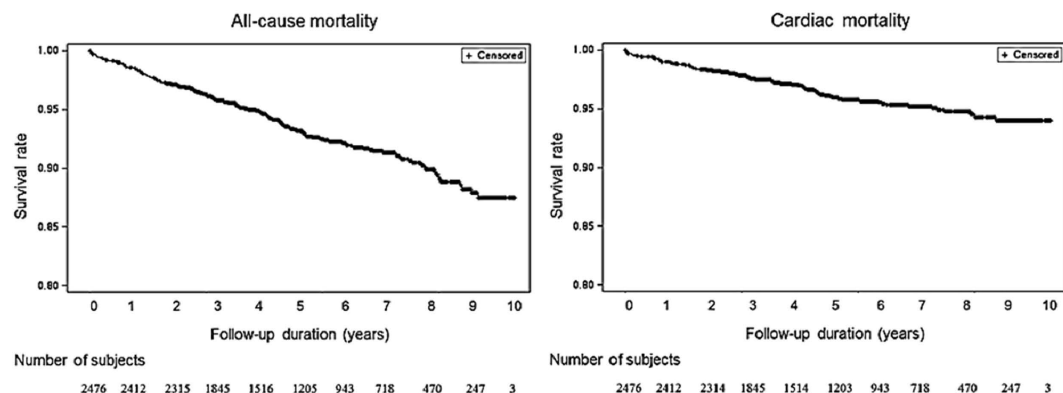 All-cause mortality
1.00
+ Censored
0.95
0.90
0.85
0.80
Survival rate
0 1 2 3 4 5 6 7 8 9 10
Follow-up duration (years)
Number of subjects
2476 2412 2315 1845 1516 1205 943 718 470 247 3
Cardiac mortality
1.00
+ Censored
0.95
0.90
0.85
0.80
Survival rate
0 1 2 3 4 5 6 7 8 9 10
Follow-up duration (years)
Number of subjects
2476 2412 2314 1845 1514 1203 943 718 470 247 3